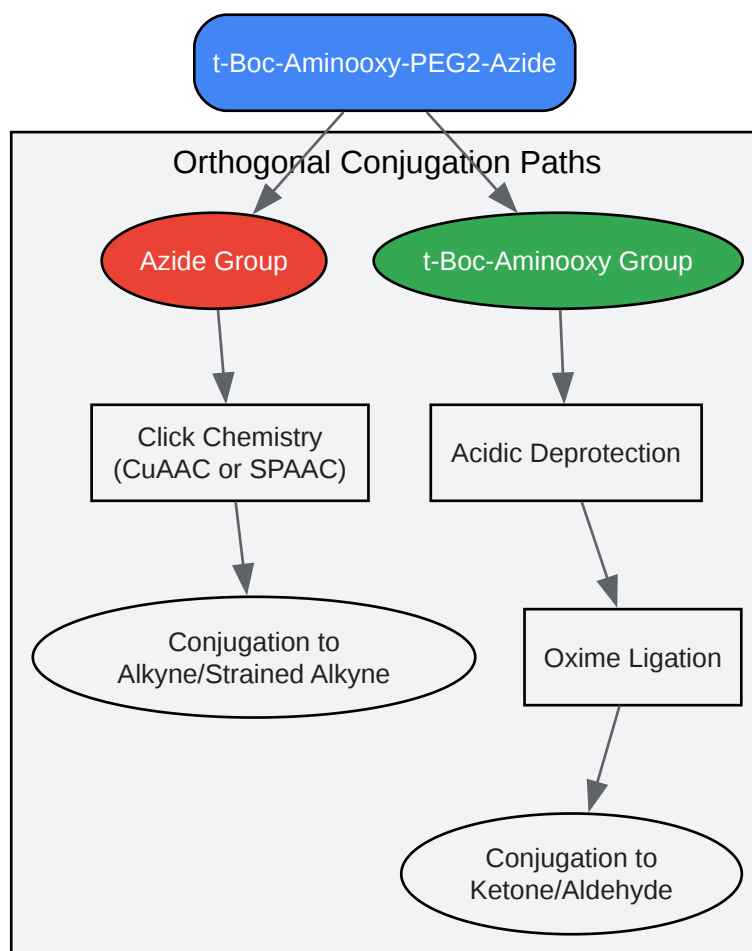 t-Boc-Aminooxy-PEG2-Azide
Orthogonal Conjugation Paths
Azide Group
t-Boc-Aminooxy Group
Click Chemistry
(CuAAC or SPAAC)
Acidic Deprotection
Conjugation to
Alkyne/Strained Alkyne
Oxime Ligation
Conjugation to
Ketone/Aldehyde